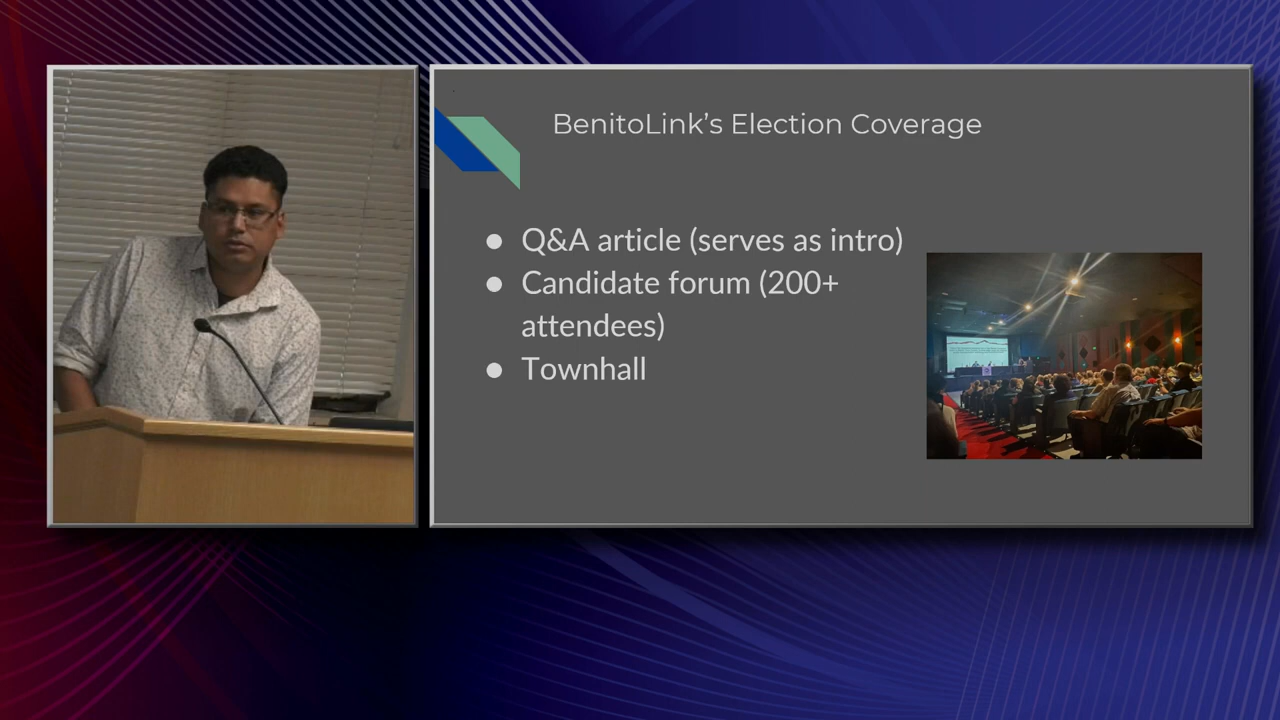 BenitoLink’s Election Coverage
● Q&A article (serves as intro)
● Candidate forum (200+
attendees)
● Townhall